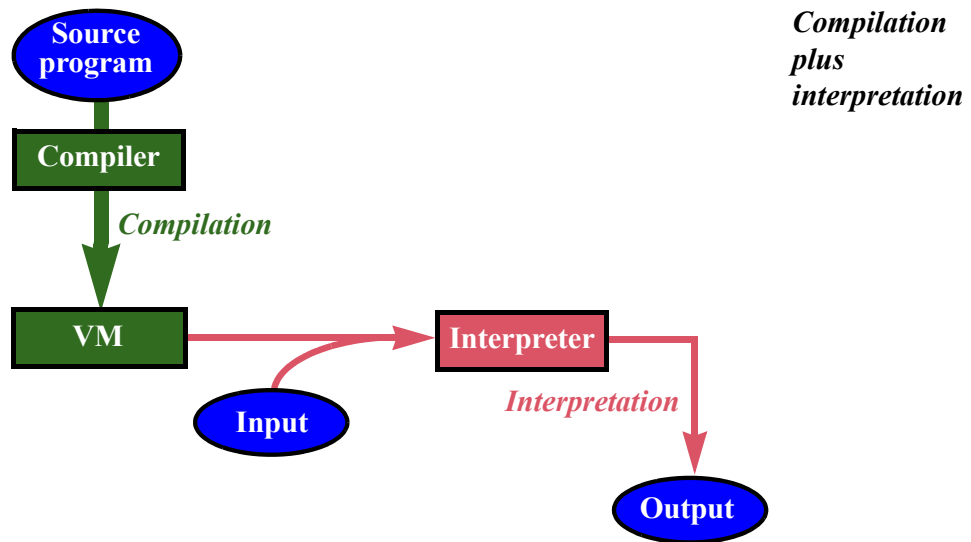 Source
program
Compilation
plus
interpretation
Compiler
Compilation
VM
Interpreter
Interpretation
Input
Output